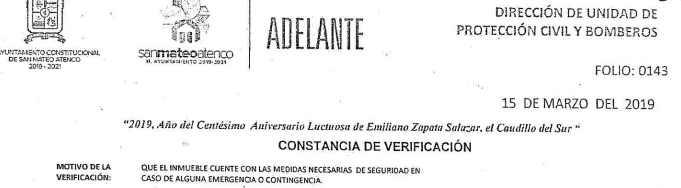 DIRECCIÓN DE UNIDAD DE
PROTECCIÓN CIVIL Y BOMBEROS
ADELANTE
AYUNTAMIENTO CONSTITUCIONAL
DE SAN MATEO ATENCO
2019 - 2021
sanmateoatenco
H. AYUNTAMIENTO 2019-2021
FOLIO: 0143
15 DE MARZO DEL 2019
"2019, Año del Centésimo Aniversario Luctuosa de Emiliano Zapata Salazar, el Caudillo del Sur "
CONSTANCIA DE VERIFICACIÓN
MOTIVO DE LA VERIFICACIÓN:
QUE EL INMUEBLE CUENTE CON LAS MEDIDAS NECESARIAS DE SEGURIDAD EN
CASO DE ALGUNA EMERGENCIA O CONTINGENCIA.